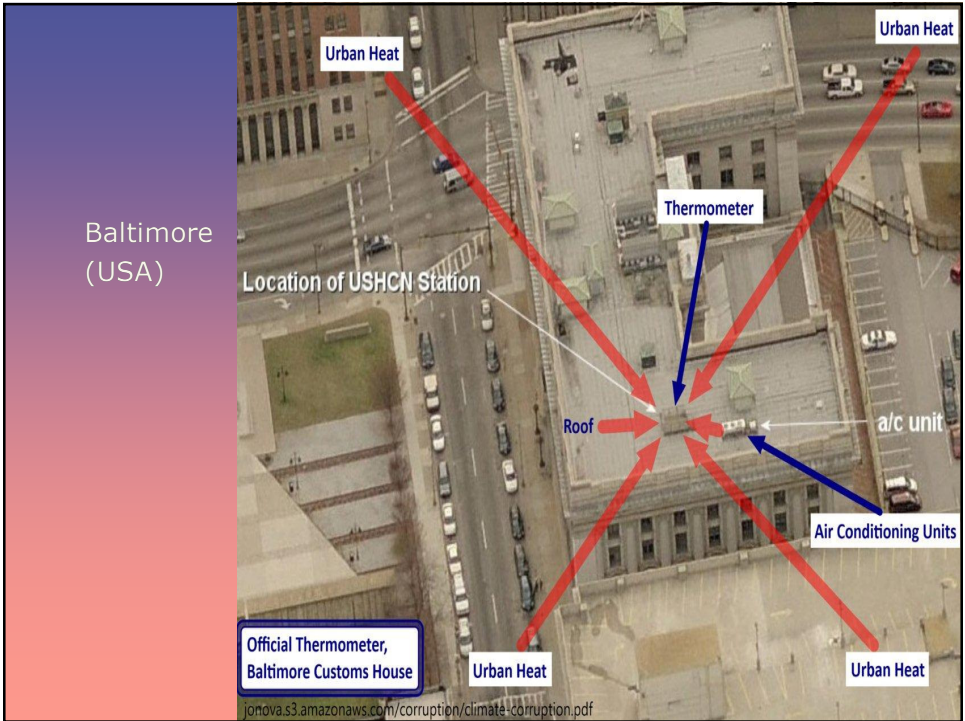 Baltimore
(USA)
Urban Heat
Urban Heat
Thermometer
Location of USHCN Station
Roof
a/c unit
Air Conditioning Units
Official Thermometer,
Baltimore Customs House
Urban Heat
Urban Heat
jonova.s3.amazonaws.com/corruption/climate-corruption.pdf